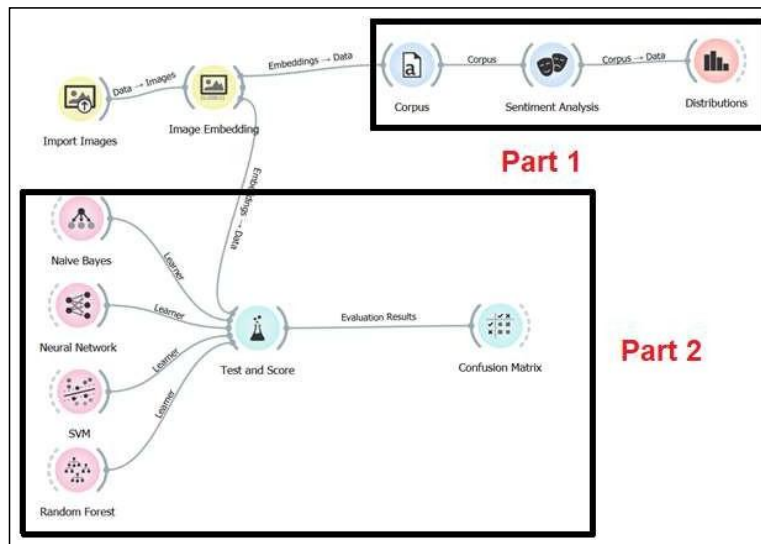 Data → Images
Import Images
Image Embedding
Embeddings → Data
Corpus
Corpus
Sentiment Analysis
Corpus → Data
Distributions
Part 1
Embeddings → Data
Naive Bayes
Learner
Neural Network
Learner
SVM
Learner
Random Forest
Learner
Test and Score
Evaluation Results
Confusion Matrix
Part 2